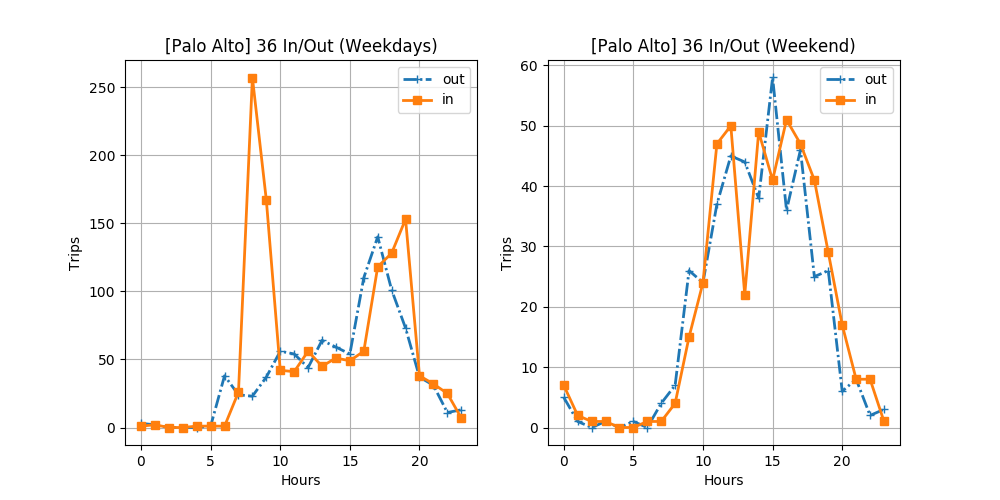 [Palo Alto] 36 In/Out (Weekdays)
out
in
250
200
150
100
50
0
Trips
0 5 10 15 20
Hours
[Palo Alto] 36 In/Out (Weekend)
out
in
60
50
40
30
20
10
0
Trips
0 5 10 15 20
Hours